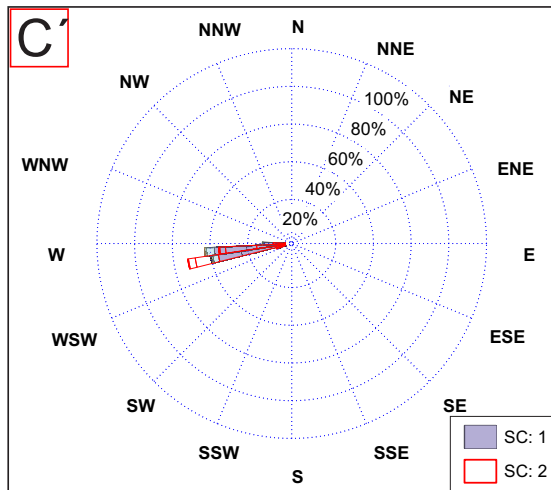 C´
N
NNW
NNE
NW
NE
100%
80%
WNW
ENE
60%
40%
20%
W
E
WSW
ESE
SW
SE
SSW
SSE
S
SC: 1
SC: 2